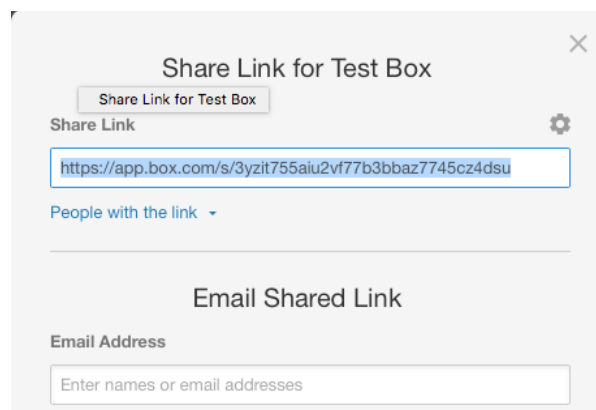 Share Link for Test Box
Share Link for Test Box
Share Link
https://app.box.com/s/3yzit755aiu2vf77b3bbaz7745cz4dsu
People with the link
Email Shared Link
Email Address
Enter names or email addresses